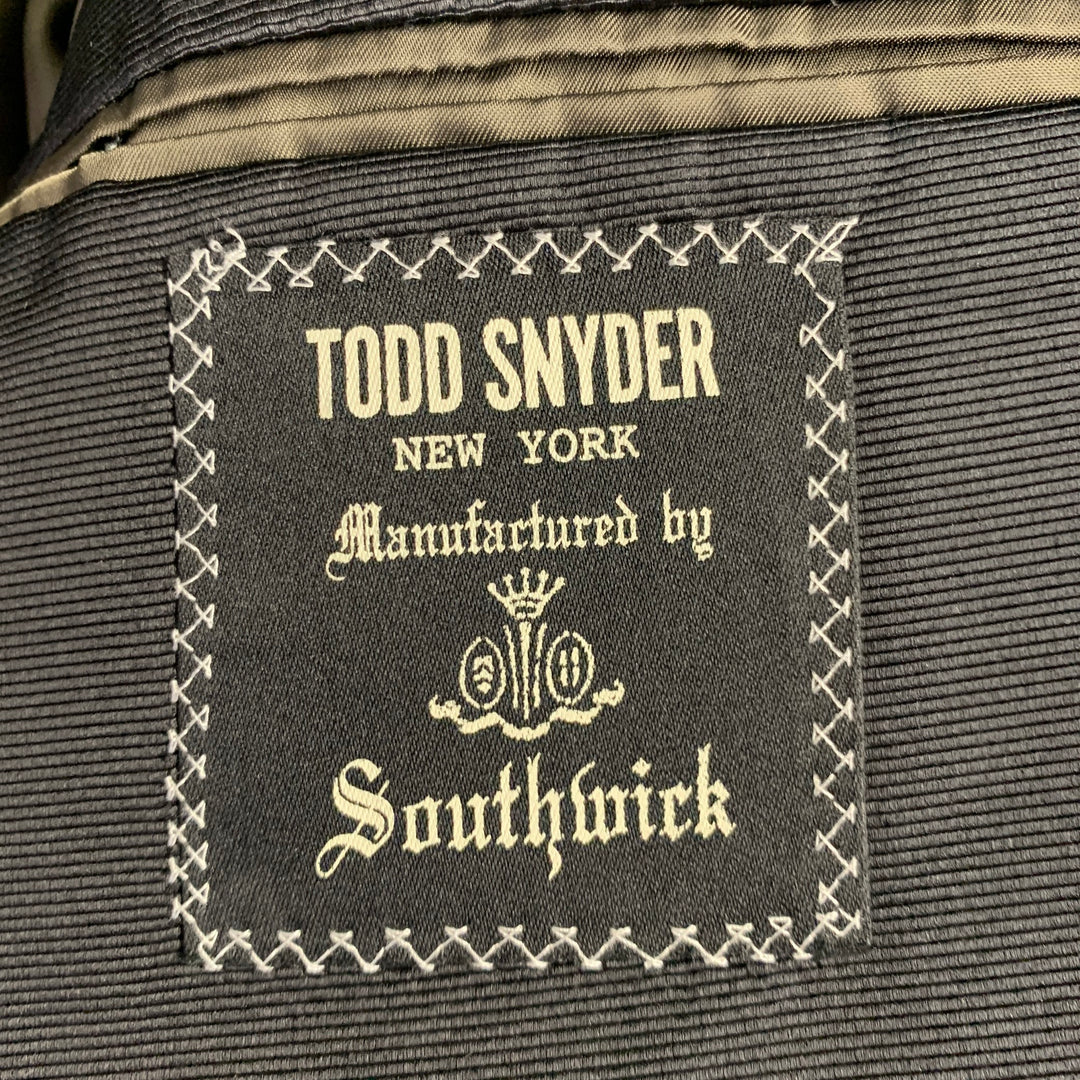 TODD SNYDER
NEW YORK
Manufactured by
Southwick